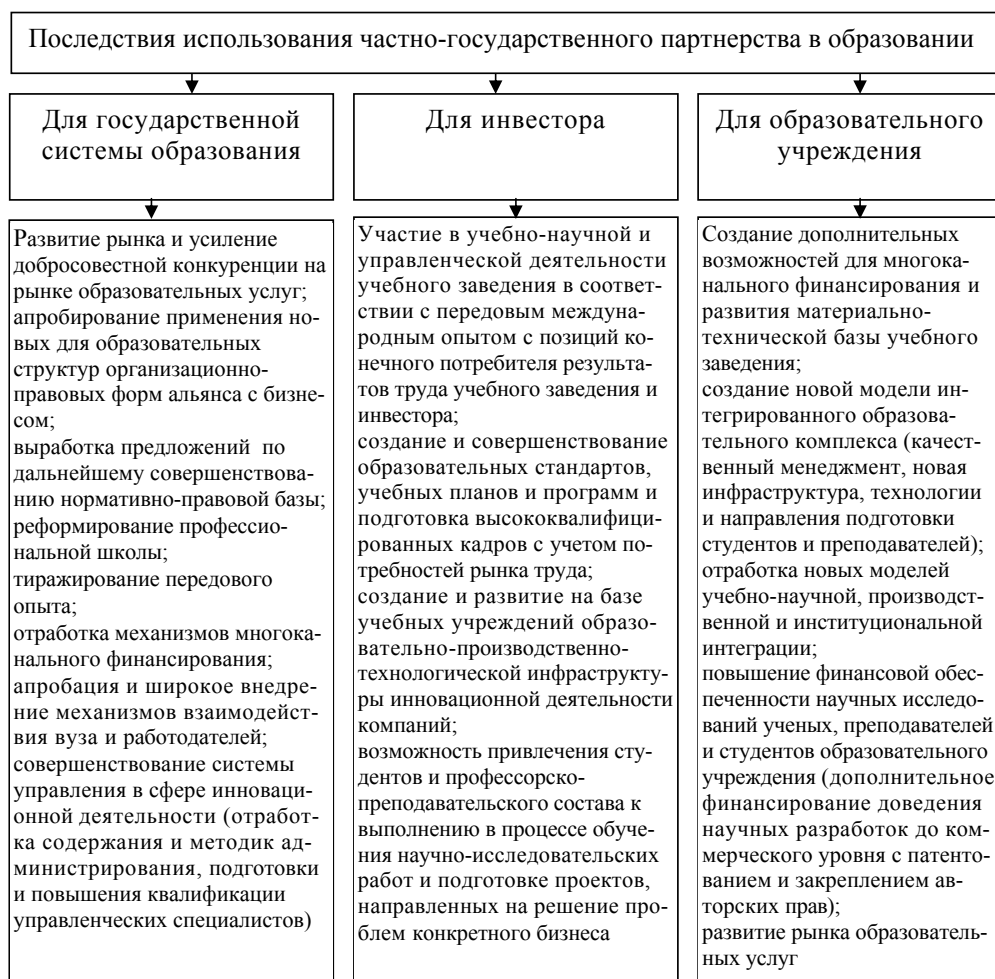 Последствия использования частно-государственного партнерства в образовании
Для государственной
системы образования
Для инвестора
Для образовательного
учреждения
Развитие рынка и усиление
добросовестной конкуренции на
рынке образовательных услуг;
апробирование применения но-
вых для образовательных
структур организационно-
правовых форм альянса с бизне-
сом;
выработка предложений по
дальнейшему совершенствова-
нию нормативно-правовой базы;
реформирование профессио-
нальной школы;
тиражирование передового
опыта;
отработка механизмов многока-
нального финансирования;
апробация и широкое внедре-
ние механизмов взаимодейст-
вия вуза и работодателей;
совершенствование системы
управления в сфере инноваци-
онной деятельности (отработ-
ка содержания и методик ад-
министрирования, подготовки
и повышения квалификации
управленческих специалистов)
Участие в учебно-научной и
управленческой деятельности
учебного заведения в соответ-
ствии с передовым междуна-
родным опытом с позиций ко-
нечного потребителя результа-
тов труда учебного заведения и
инвестора;
создание и совершенствование
образовательных стандартов,
учебных планов и программ и
подготовка высококвалифици-
рованных кадров с учетом по-
требностей рынка труда;
создание и развитие на базе
учебных учреждений образо-
вательно-производственно-
технологической инфраструкту-
ры инновационной деятельности
компаний;
возможность привлечения сту-
дентов и профессорско-
преподавательского состава к
выполнению в процессе обуче-
ния научно-исследовательских
работ и подготовке проектов,
направленных на решение про-
блем конкретного бизнеса
Создание дополнительных
возможностей для многока-
нального финансирования и
развития материально-
технической базы учебного
заведения;
создание новой модели ин-
тегрированного образова-
тельного комплекса (качест-
венный менеджмент, новая
инфраструктура, технологии
и направления подготовки
студентов и преподавателей);
отработка новых моделей
учебно-научной, производст-
венной и институциональной
интеграции;
повышение финансовой обес-
печенности научных исследо-
ваний ученых, преподавателей
и студентов образовательного
учреждения (дополнительное
финансирование доведения
научных разработок до ком-
мерческого уровня с патенто-
ванием и закреплением ав-
торских прав);
развитие рынка образователь-
ных услуг